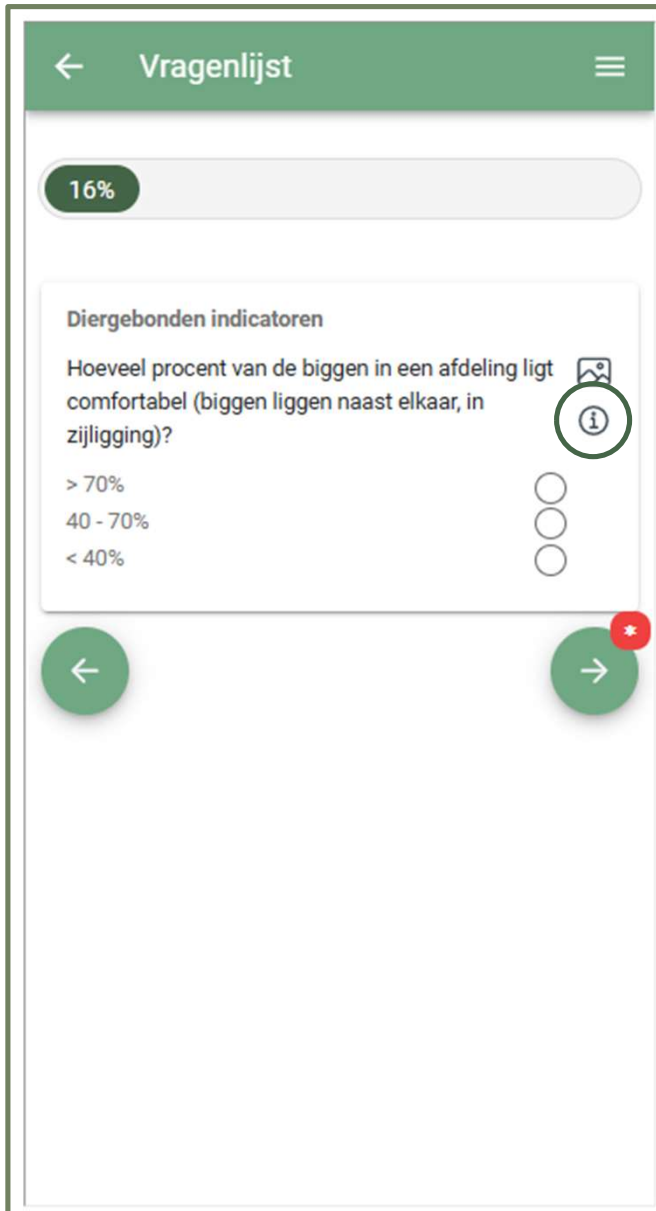 Vragenlijst
16%
Diergebonden indicatoren
Hoeveel procent van de biggen in een afdeling ligt
comfortabel (biggen liggen naast elkaar, in
zijligging)?
> 70%
40 - 70%
< 40%